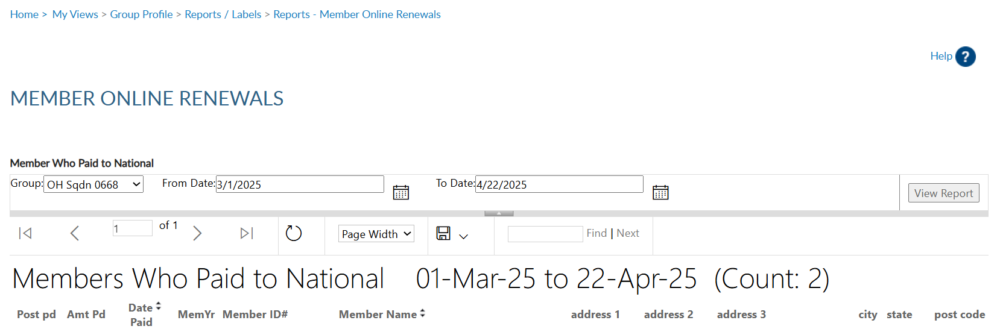 Home > My Views > Group Profile > Reports / Labels > Reports - Member Online Renewals
Help ?
MEMBER ONLINE RENEWALS
Member Who Paid to National
Group: OH Sqdn 0668 From Date: 3/1/2025 To Date: 4/22/2025 View Report
1 of 1 Page Width Find | Next
Members Who Paid to National 01-Mar-25 to 22-Apr-25 (Count: 2)
Post pd Amt Pd Date Paid MemYr Member ID# Member Name address 1 address 2 address 3 city state post code